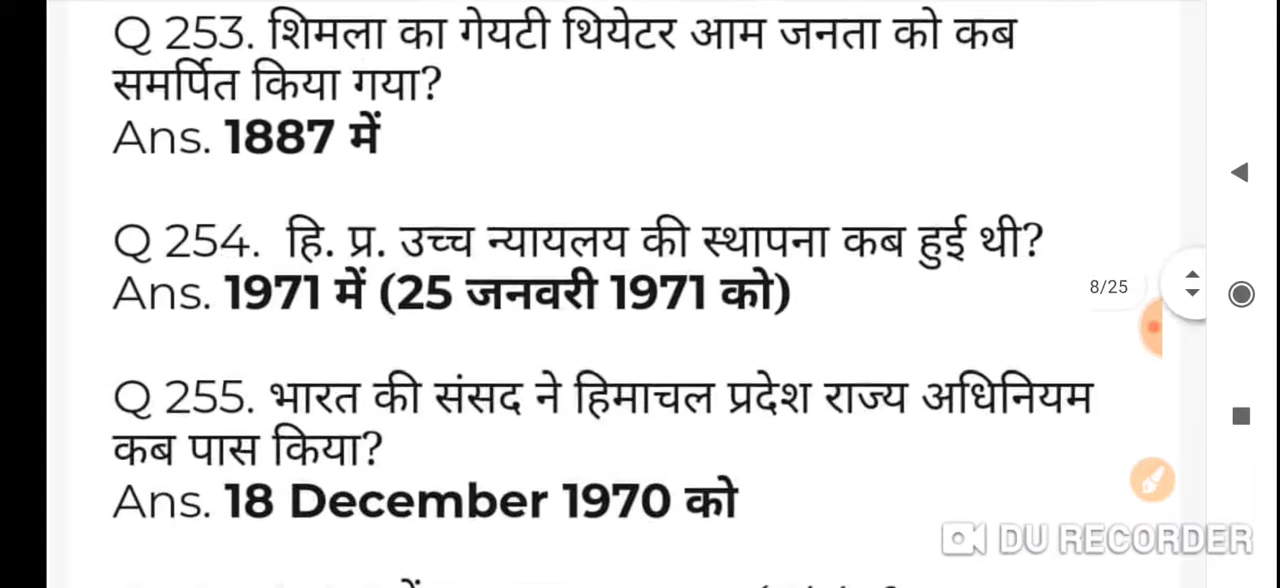 Q 253. शिमला का गेयटी थियेटर आम जनता को कब
समर्पित किया गया?
Ans. 1887 में
Q 254. हि. प्र. उच्च न्यायलय की स्थापना कब हुई थी?
Ans. 1971 में (25 जनवरी 1971 को)
8/25
Q 255. भारत की संसद ने हिमाचल प्रदेश राज्य अधिनियम
कब पास किया?
Ans. 18 December 1970 को
DU RECORDER